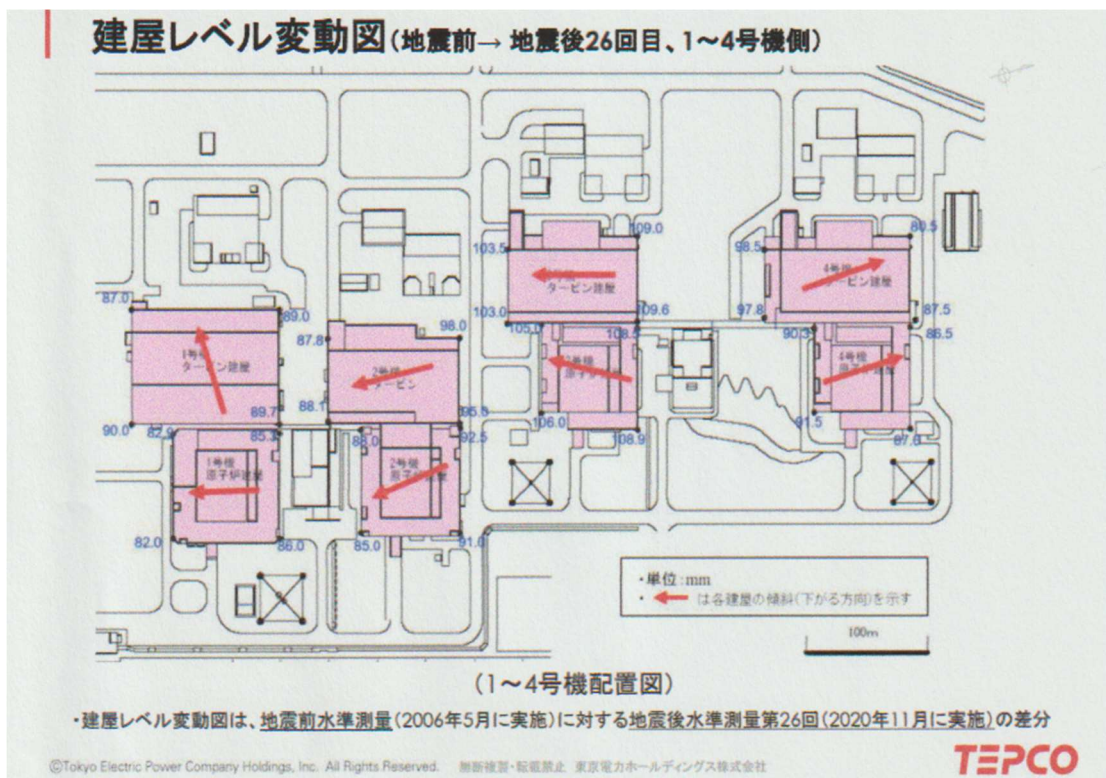 建屋レベル変動図(地震前→ 地震後26回目、1～4号機側)
109.0
103.5
98.5
80.5
4号機
タービン建屋
タービン建屋
87.0
89.0
103.0
105.0
109.6
108.5
97.8
90.3
87.5
86.5
87.8
98.0
1号機
タービン建屋
2号機
タービン
3号機
原子炉建屋
4号機
原子炉建屋
90.0
82.9
89.7
88.1
88.0
92.5
106.0
108.9
91.5
1号機
原子炉建屋
2号機
原子炉建屋
82.0
86.0
85.0
91.0
・単位:mm
・ は各建屋の傾斜(下がる方向)を示す
100m
(1～4号機配置図)
・建屋レベル変動図は、地震前水準測量(2006年5月に実施)に対する地震後水準測量第26回(2020年11月に実施)の差分
©Tokyo Electric Power Company Holdings, Inc. All Rights Reserved. 無断複製・転載禁止 東京電力ホールディングス株式会社
TEPCO